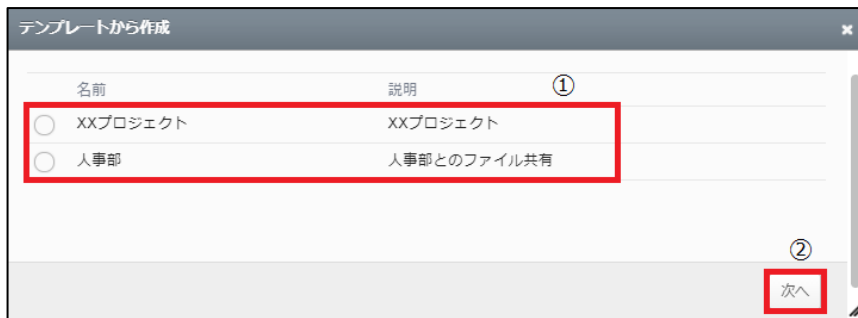 テンプレートから作成 ×
名前 説明 ①
XXプロジェクト XXプロジェクト
人事部 人事部とのファイル共有
②
次へ